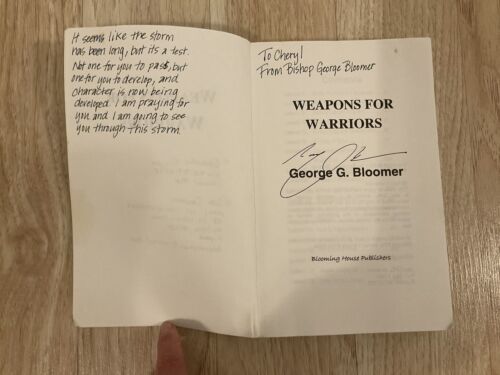 It seems like the storm
has been long, but its a test.
Not one for you to pass, but
one for you to develop, and
character is now being
developed. I am praying for
you and I am going to see
you through this storm.
To Cheryl
From Bishop George Bloomer
WEAPONS FOR
WARRIORS
George G. Bloomer
Blooming House Publishers